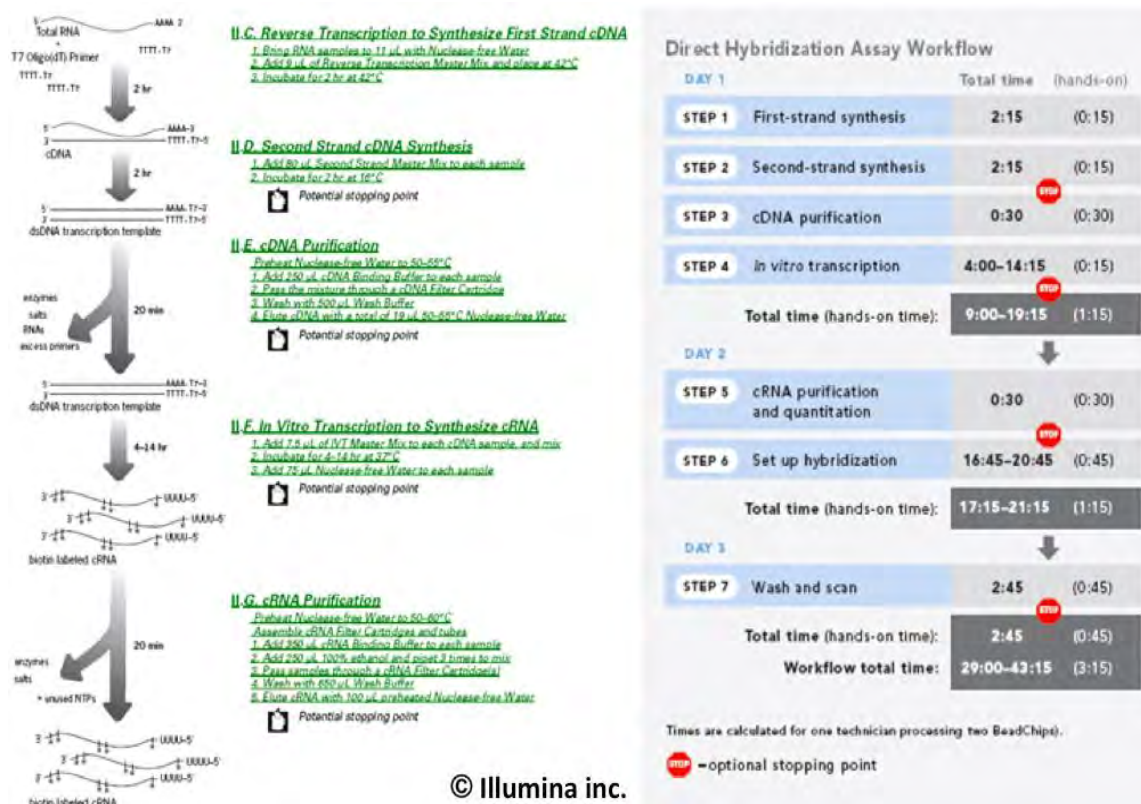 5' AAAA 3'
Total RNA
+
T7 Oligo(dT) Primer
TTTT-T7
TTTT-T7
TTTT-T7
2 hr
5' AAAA-3'
3' TTTT-T7-5'
cDNA
2 hr
5' AAAA-T7-3'
3' TTTT-T7-5'
dsDNA transcription template
enzymes
salts
RNAs
excess primers
20 min
5' AAAA-T7-3'
3' TTTT-T7-5'
dsDNA transcription template
4–14 hr
3' UUUU-5'
3' UUUU-5'
3' UUUU-5'
biotin labeled cRNA
enzymes
salts
+ unused NTPs
20 min
3' UUUU-5'
3' UUUU-5'
3' UUUU-5'
biotin labeled cRNA
II.C. Reverse Transcription to Synthesize First Strand cDNA
1. Bring RNA samples to 11 µL with Nuclease-free Water
2. Add 9 µL of Reverse Transcription Master Mix and place at 42°C
3. Incubate for 2 hr at 42°C
II.D. Second Strand cDNA Synthesis
1. Add 80 µL Second Strand Master Mix to each sample
2. Incubate for 2 hr at 16°C
Potential stopping point
II.E. cDNA Purification
Preheat Nuclease-free Water to 50–55°C
1. Add 250 µL cDNA Binding Buffer to each sample
2. Pass the mixture through a cDNA Filter Cartridge
3. Wash with 500 µL Wash Buffer
4. Elute cDNA with a total of 19 µL 50–55°C Nuclease-free Water
Potential stopping point
II.F. In Vitro Transcription to Synthesize cRNA
1. Add 7.5 µL of IVT Master Mix to each cDNA sample, and mix
2. Incubate for 4–14 hr at 37°C
3. Add 75 µL Nuclease-free Water to each sample
Potential stopping point
II.G. cRNA Purification
Preheat Nuclease-free Water to 50–60°C
Assemble cRNA Filter Cartridges and tubes
1. Add 350 µL cRNA Binding Buffer to each sample
2. Add 250 µL 100% ethanol and pipet 3 times to mix
3. Pass samples through a cRNA Filter Cartridge(s)
4. Wash with 650 µL Wash Buffer
5. Elute cRNA with 100 µL preheated Nuclease-free Water
Potential stopping point
© Illumina inc.
Direct Hybridization Assay Workflow
DAY 1 Total time (hands-on)
STEP 1 First-strand synthesis 2:15 (0:15)
STEP 2 Second-strand synthesis 2:15 (0:15)
STOP
STEP 3 cDNA purification 0:30 (0:30)
STEP 4 In vitro transcription 4:00–14:15 (0:15)
STOP
Total time (hands-on time): 9:00–19:15 (1:15)
DAY 2
STEP 5 cRNA purification
and quantitation 0:30 (0:30)
STOP
STEP 6 Set up hybridization 16:45–20:45 (0:45)
Total time (hands-on time): 17:15–21:15 (1:15)
DAY 3
STEP 7 Wash and scan 2:45 (0:45)
STOP
Total time (hands-on time): 2:45 (0:45)
Workflow total time: 29:00–43:15 (3:15)
Times are calculated for one technician processing two BeadChips).
STOP =optional stopping point